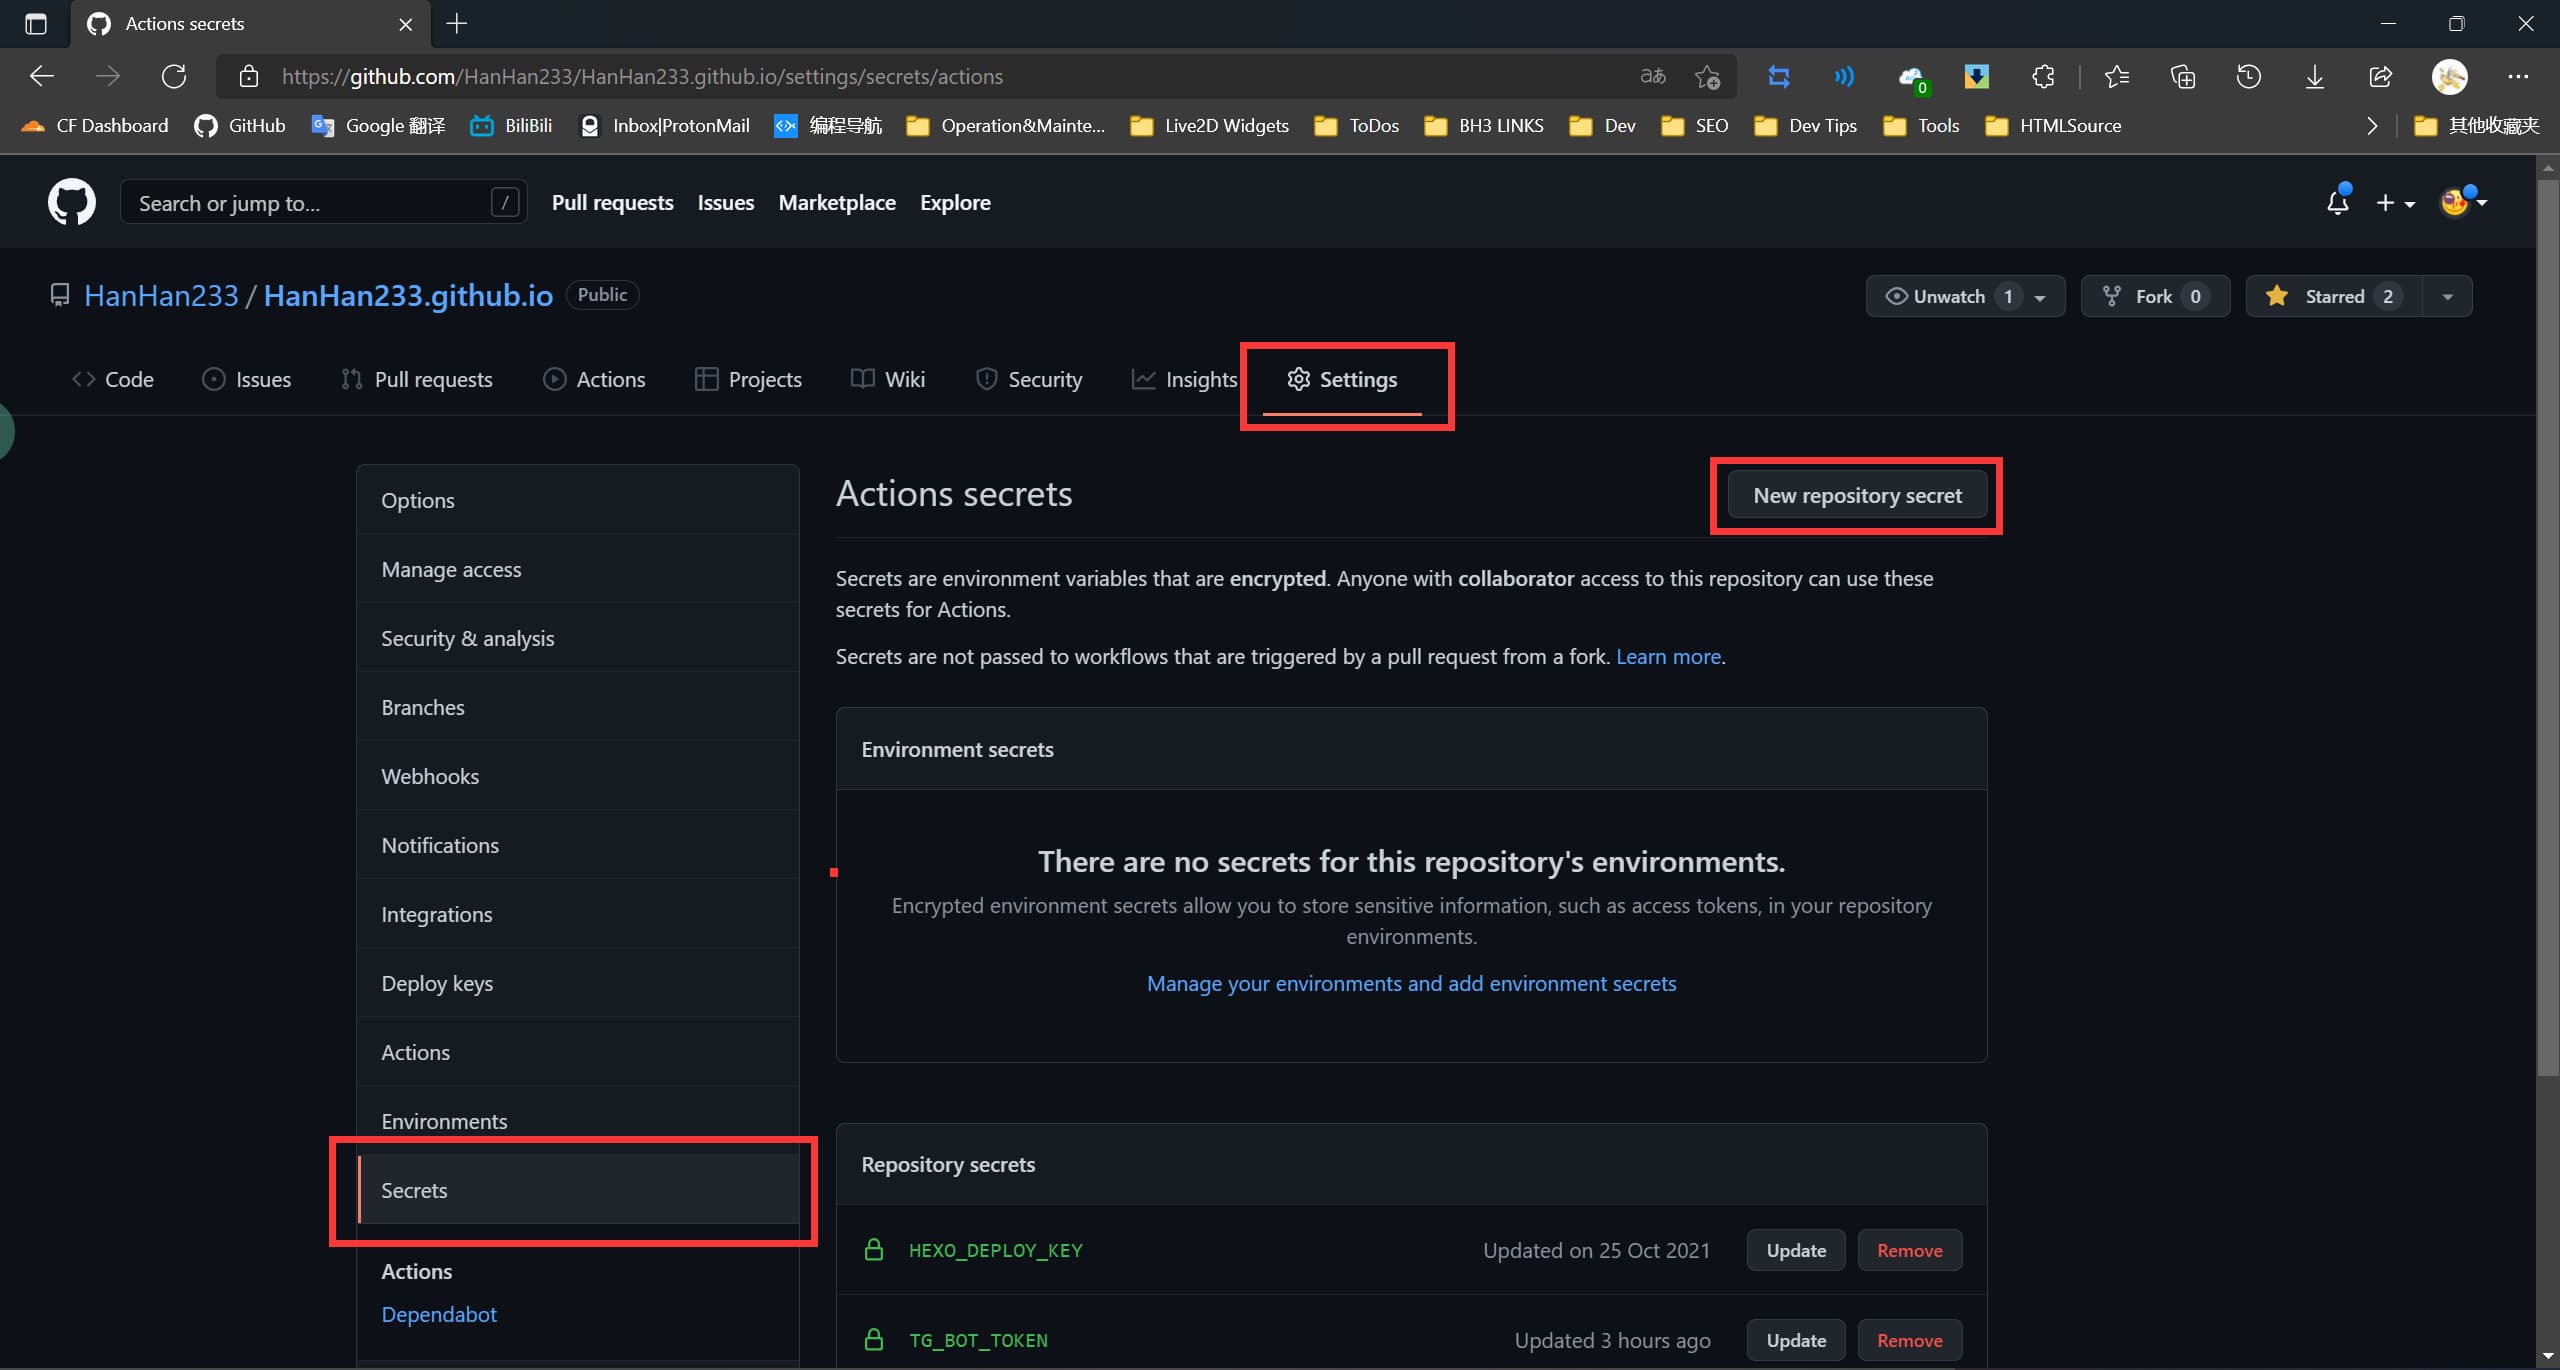 Actions secrets
https://github.com/HanHan233/HanHan233.github.io/settings/secrets/actions
aあ
0
CF Dashboard
GitHub
Google 翻译
BiliBili
Inbox|ProtonMail
编程导航
Operation&Mainte...
Live2D Widgets
ToDos
BH3 LINKS
Dev
SEO
Dev Tips
Tools
HTMLSource
其他收藏夹
Search or jump to...
/
Pull requests
Issues
Marketplace
Explore
HanHan233 / HanHan233.github.io
Public
Unwatch 1
Fork 0
Starred 2
Code
Issues
Pull requests
Actions
Projects
Wiki
Security
Insights
Settings
Options
Manage access
Security & analysis
Branches
Webhooks
Notifications
Integrations
Deploy keys
Actions
Environments
Secrets
Actions
Dependabot
Actions secrets
New repository secret
Secrets are environment variables that are encrypted. Anyone with collaborator access to this repository can use these
secrets for Actions.
Secrets are not passed to workflows that are triggered by a pull request from a fork. Learn more.
Environment secrets
There are no secrets for this repository's environments.
Encrypted environment secrets allow you to store sensitive information, such as access tokens, in your repository
environments.
Manage your environments and add environment secrets
Repository secrets
HEXO_DEPLOY_KEY
Updated on 25 Oct 2021
Update
Remove
TG_BOT_TOKEN
Updated 3 hours ago
Update
Remove